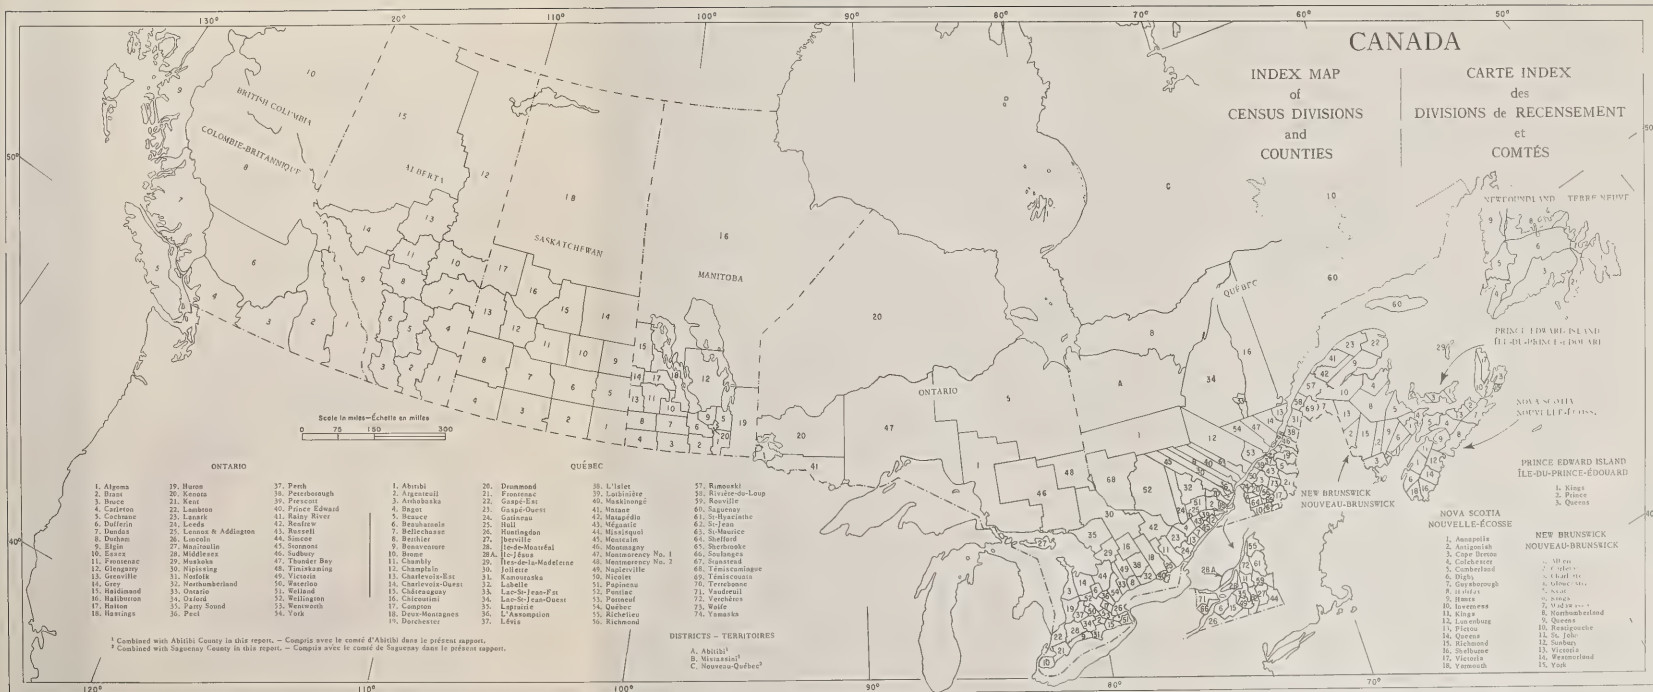 CANADA
INDEX MAP
of
CENSUS DIVISIONS
and
COUNTIES
CARTE INDEX
des
DIVISIONS de RECENSEMENT
et
COMTÉS
BRITISH COLUMBIA
COLOMBIE-BRITANNIQUE
ALBERTA
SASKATCHEWAN
MANITOBA
ONTARIO
QUÉBEC
NEWFOUNDLAND TERRE NEUVE
PRINCE EDWARD ISLAND
ÎLE-DU-PRINCE-ÉDOUARD
NOVA SCOTIA
NEW BRUNSWICK
NOUVEAU-BRUNSWICK
Scale in miles—Échelle en milles
0 75 150 300
ONTARIO
1. Algoma
2. Brant
3. Bruce
4. Carleton
5. Cochrane
6. Dufferin
7. Dundas
8. Durham
9. Elgin
10. Essex
11. Frontenac
12. Glengarry
13. Grenville
14. Grey
15. Haldimand
16. Haliburton
17. Halton
18. Hastings
19. Huron
20. Kenora
21. Kent
22. Lambton
23. Lanark
24. Leeds
25. Lennox & Addington
26. Lincoln
27. Manitoulin
28. Middlesex
29. Muskoka
30. Nipissing
31. Norfolk
32. Northumberland
33. Ontario
34. Oxford
35. Parry Sound
36. Peel
37. Perth
38. Peterborough
39. Prescott
40. Prince Edward
41. Rainy River
42. Renfrew
43. Russell
44. Simcoe
45. Stormont
46. Sudbury
47. Thunder Bay
48. Timiskaming
49. Victoria
50. Waterloo
51. Welland
52. Wellington
53. Wentworth
54. York
QUÉBEC
1. Abitibi
2. Argenteuil
3. Arthabaska
4. Bagot
5. Beauce
6. Beauharnois
7. Bellechasse
8. Berthier
9. Bonaventure
10. Brome
11. Chambly
12. Champlain
13. Charlevoix-Est
14. Charlevoix-Ouest
15. Châteauguay
16. Chicoutimi
17. Compton
18. Deux-Montagnes
19. Dorchester
20. Drummond
21. Frontenac
22. Gaspé-Est
23. Gaspé-Ouest
24. Gatineau
25. Hull
26. Huntingdon
27. Iberville
28. Île-de-Montréal
28A. Île-Jésus
29. Îles-de-la-Madeleine
30. Joliette
31. Kamouraska
32. Labelle
33. Lac-St-Jean-Est
34. Lac-St-Jean-Ouest
35. Laprairie
36. L'Assomption
37. Lévis
38. L'Islet
39. Lotbinière
40. Maskinongé
41. Matane
42. Matapédia
43. Mégantic
44. Missisquoi
45. Montcalm
46. Montmagny
47. Montmorency No. 1
48. Montmorency No. 2
49. Napierville
50. Nicolet
51. Papineau
52. Pontiac
53. Portneuf
54. Québec
55. Richelieu
56. Richmond
57. Rimouski
58. Rivière-du-Loup
59. Rouville
60. Saguenay
61. St-Hyacinthe
62. St-Jean
63. St-Maurice
64. Shefford
65. Sherbrooke
66. Soulanges
67. Stanstead
68. Témiscamingue
69. Témiscouata
70. Terrebonne
71. Vaudreuil
72. Verchères
73. Wolfe
74. Yamaska
DISTRICTS - TERRITOIRES
A. Abitibi¹
B. Mistassini²
C. Nouveau-Québec²
¹ Combined with Abitibi County in this report. – Compris avec le comté d'Abitibi dans le présent rapport.
² Combined with Saguenay County in this report. – Compris avec le comté de Saguenay dans le présent rapport.
PRINCE EDWARD ISLAND
ÎLE-DU-PRINCE-ÉDOUARD
1. Kings
2. Prince
3. Queens
NOVA SCOTIA
NOUVELLE-ÉCOSSE
1. Annapolis
2. Antigonish
3. Cape Breton
4. Colchester
5. Cumberland
6. Digby
7. Guysborough
8. Halifax
9. Hants
10. Inverness
11. Kings
12. Lunenburg
13. Pictou
14. Queens
15. Richmond
16. Shelburne
17. Victoria
18. Yarmouth
NEW BRUNSWICK
NOUVEAU-BRUNSWICK
8. Northumberland
9. Queens
10. Restigouche
11. St. John
12. Sunbury
13. Victoria
14. Westmorland
15. York